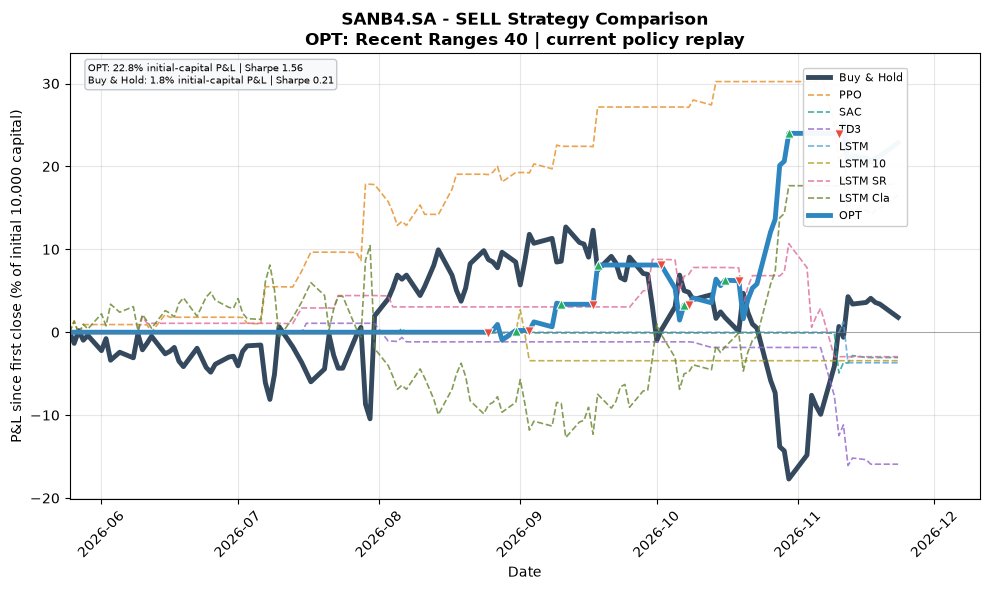 SANB4.SA - SELL Strategy Comparison
OPT: Recent Ranges 40 | current policy replay
OPT: 22.8% initial-capital P&L | Sharpe 1.56
Buy & Hold: 1.8% initial-capital P&L | Sharpe 0.21
Buy & Hold
PPO
SAC
TD3
LSTM
LSTM 10
LSTM SR
LSTM Cla
OPT
P&L since first close (% of initial 10,000 capital)
30
20
10
0
−10
−20
2026-06
2026-07
2026-08
2026-09
2026-10
2026-11
2026-12
Date